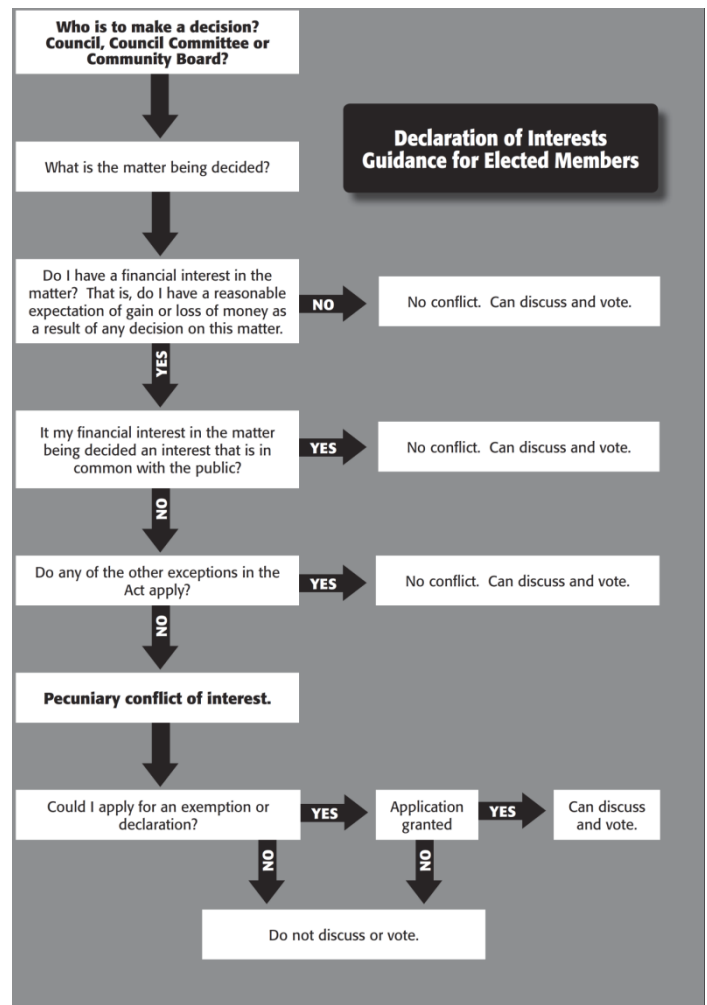 Who is to make a decision?
Council, Council Committee or
Community Board?
Declaration of Interests
Guidance for Elected Members
What is the matter being decided?
Do I have a financial interest in the
matter? That is, do I have a reasonable
expectation of gain or loss of money as
a result of any decision on this matter.
NO
No conflict. Can discuss and vote.
YES
It my financial interest in the matter
being decided an interest that is in
common with the public?
YES
No conflict. Can discuss and vote.
NO
Do any of the other exceptions in the
Act apply?
YES
No conflict. Can discuss and vote.
NO
Pecuniary conflict of interest.
Could I apply for an exemption or
declaration?
YES
Application
granted
YES
Can discuss
and vote.
NO
NO
Do not discuss or vote.